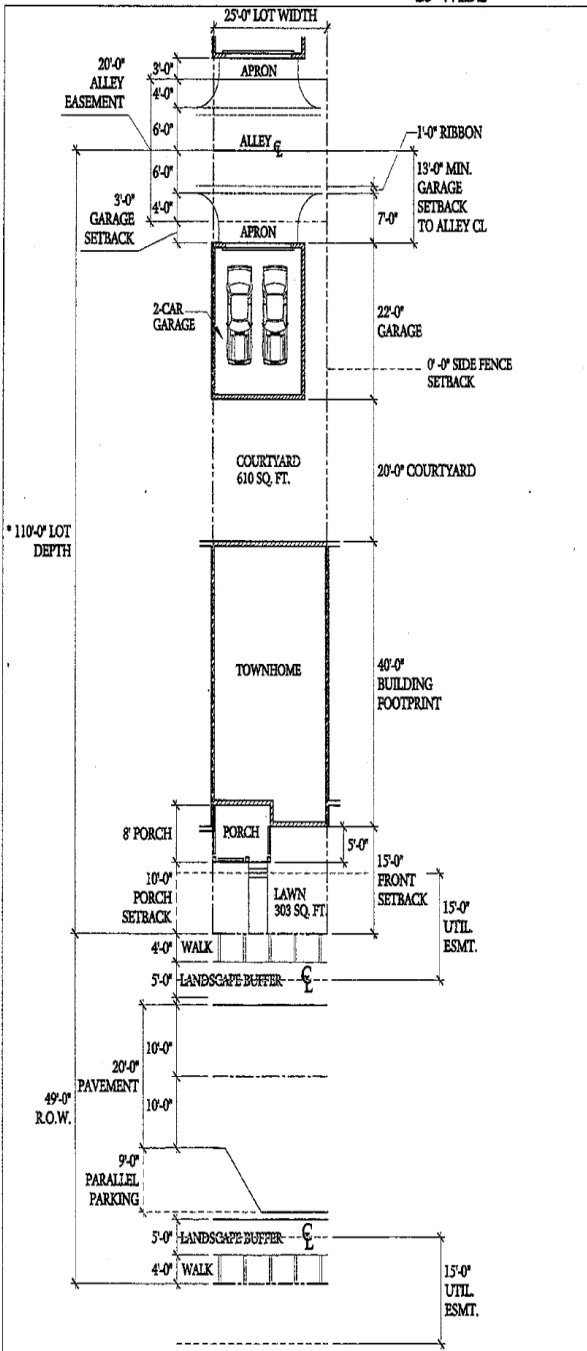 25'-0" LOT WIDTH
3'-0"
APRON
20'-0"
ALLEY
EASEMENT
4'-0"
6'-0"
ALLEY
1'-0" RIBBON
6'-0"
13'-0" MIN.
GARAGE
SETBACK
TO ALLEY CL
3'-0"
GARAGE
SETBACK
4'-0"
7'-0"
APRON
2-CAR
GARAGE
22'-0"
GARAGE
0'-0" SIDE FENCE
SETBACK
COURTYARD
610 SQ. FT.
20'-0" COURTYARD
* 110'-0" LOT
DEPTH
TOWNHOME
40'-0"
BUILDING
FOOTPRINT
8' PORCH
PORCH
5'-0"
10'-0"
PORCH
SETBACK
LAWN
303 SQ. FT.
15'-0"
FRONT
SETBACK
15'-0"
UTIL.
ESMT.
4'-0"
WALK
5'-0"
LANDSCAPE BUFFER
CL
10'-0"
20'-0"
PAVEMENT
10'-0"
49'-0"
R.O.W.
9'-0"
PARALLEL
PARKING
5'-0"
LANDSCAPE BUFFER
CL
4'-0"
WALK
15'-0"
UTIL.
ESMT.